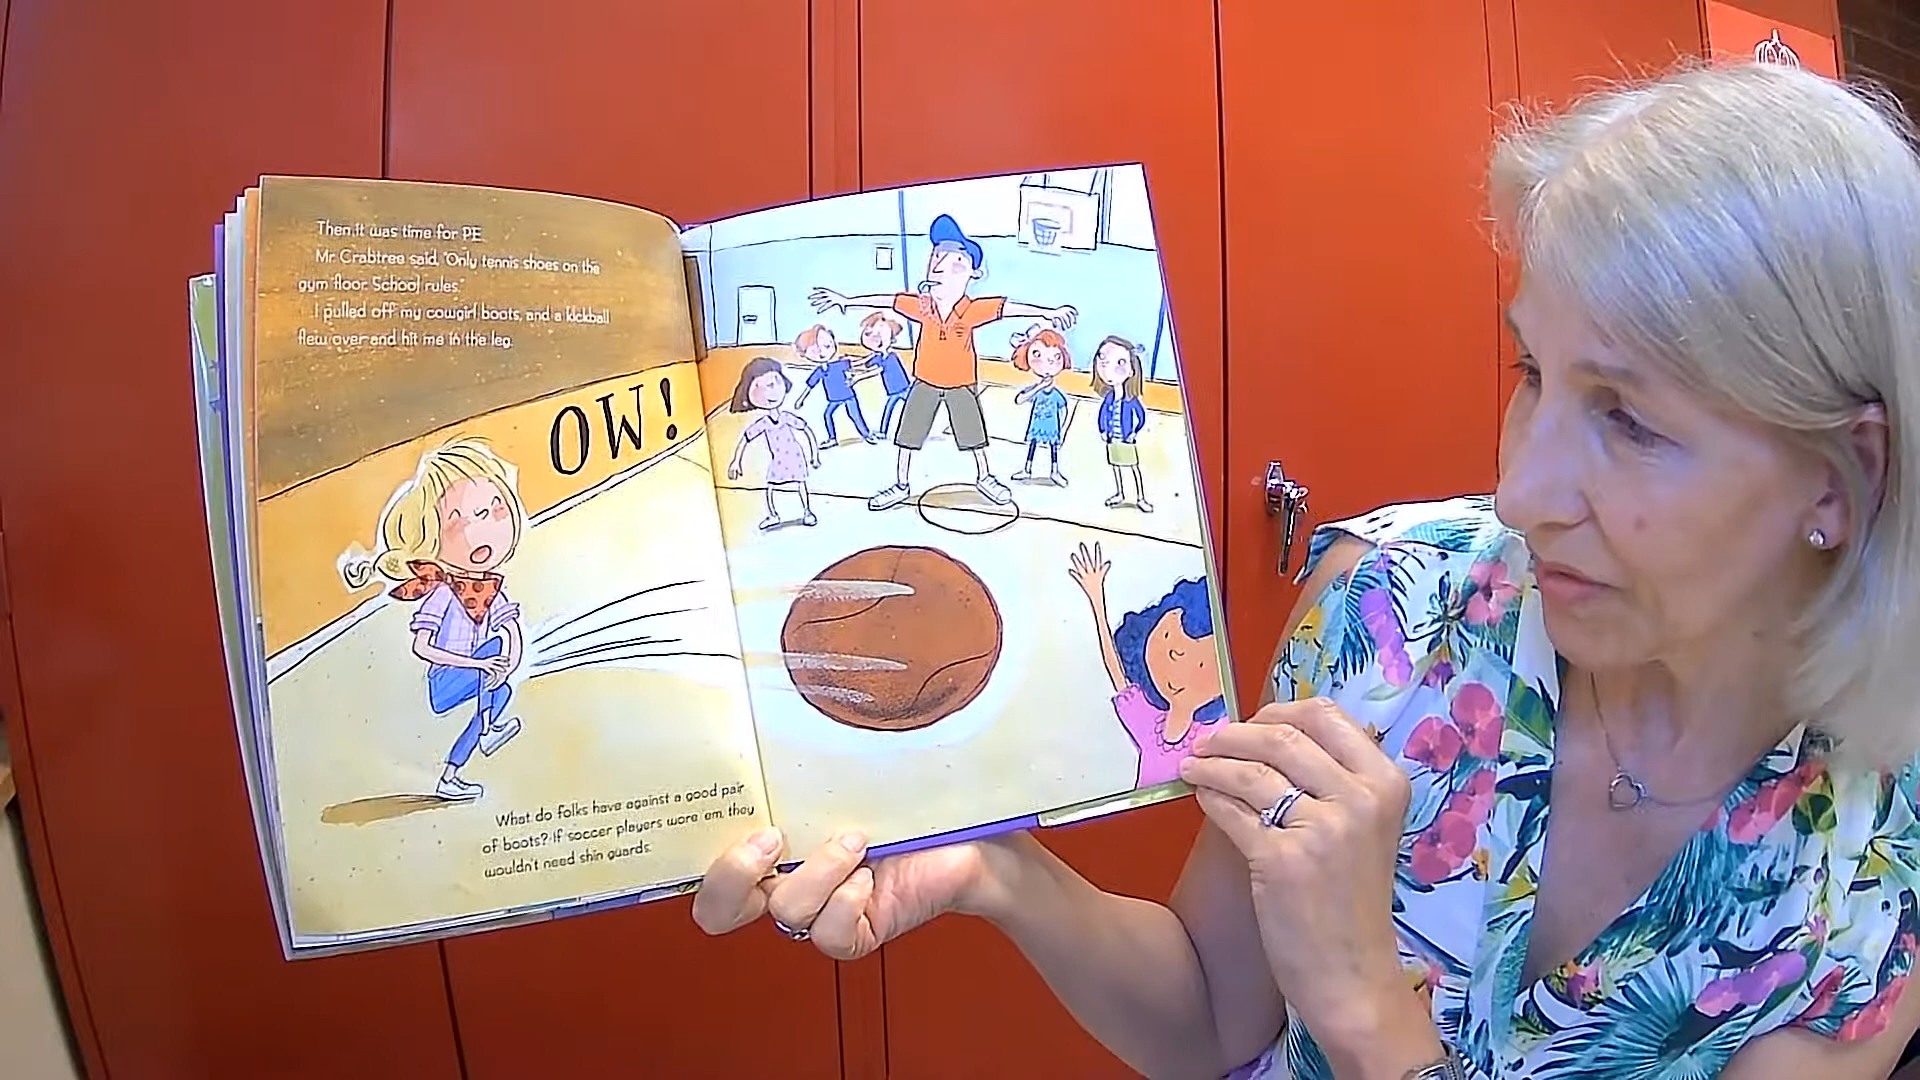 Then it was time for PE.
Mr. Crabtree said, "Only tennis shoes on the
gym floor. School rules."
I pulled off my cowgirl boots, and a kickball
flew over and hit me in the leg.
OW!
What do folks have against a good pair
of boots? If soccer players wore 'em, they
wouldn't need shin guards.